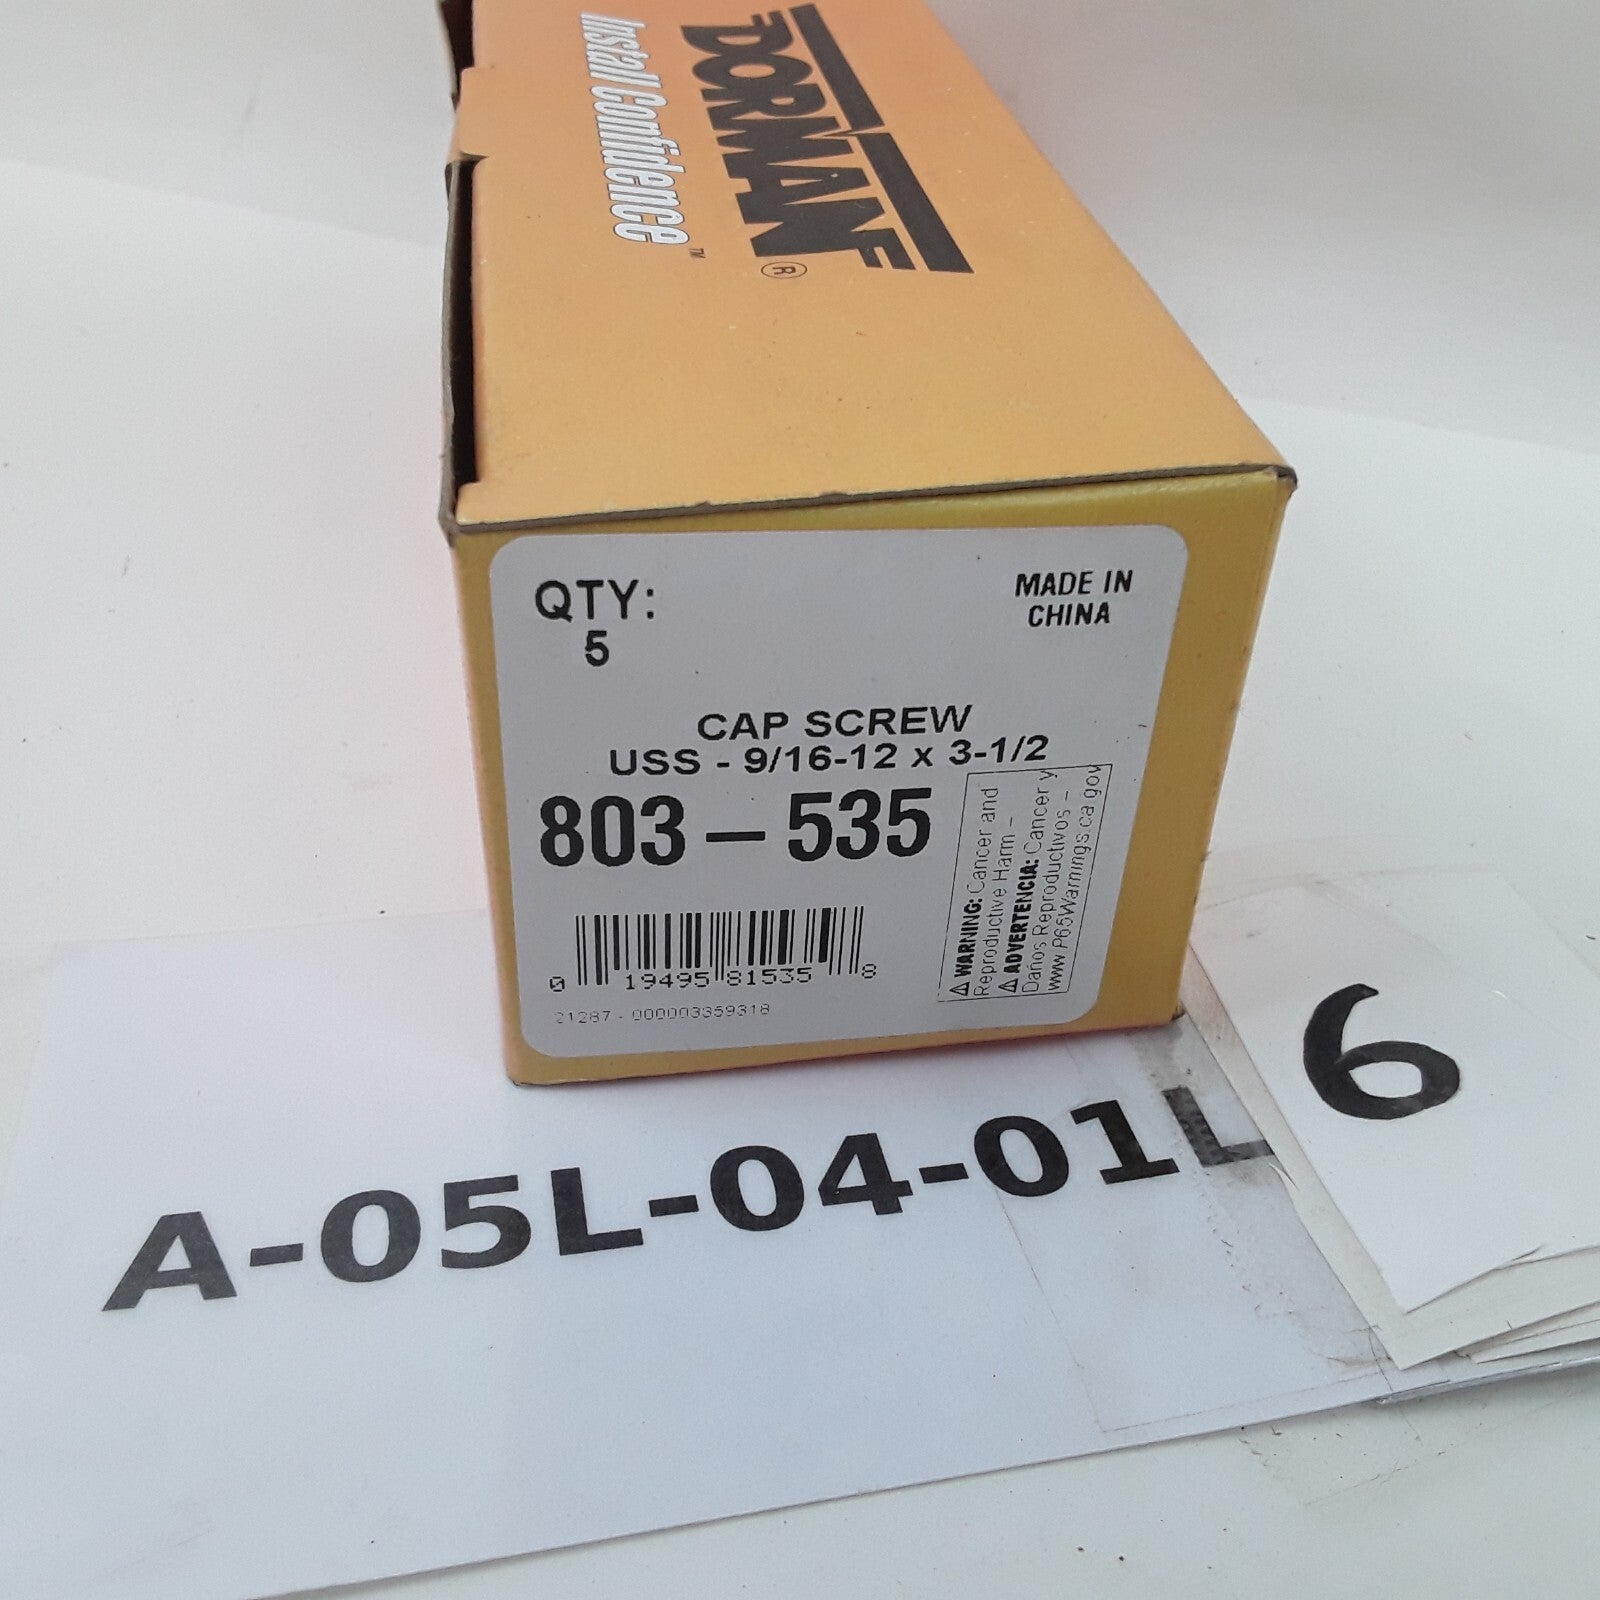 DORMAN®
Install Confidence™
QTY:
5
MADE IN
CHINA
CAP SCREW
USS - 9/16-12 x 3-1/2
803-535
⚠ WARNING: Cancer and
Reproductive Harm -
⚠ ADVERTENCIA: Cancer y
Daños Reproductivos -
www.P65Warnings.ca.gov
0 19495 81535 8
21287 - 000003359318
A-05L-04-01L
6